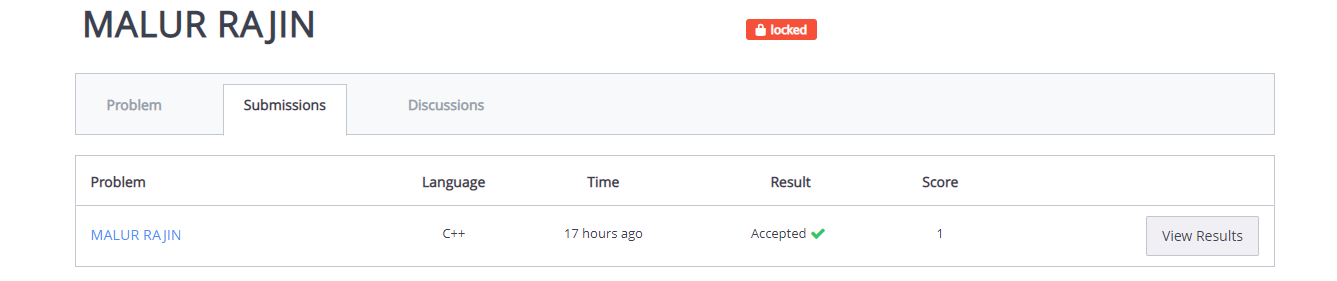 MALUR RAJIN
locked
Problem Submissions Discussions
Problem Language Time Result Score
MALUR RAJIN C++ 17 hours ago Accepted 1 View Results